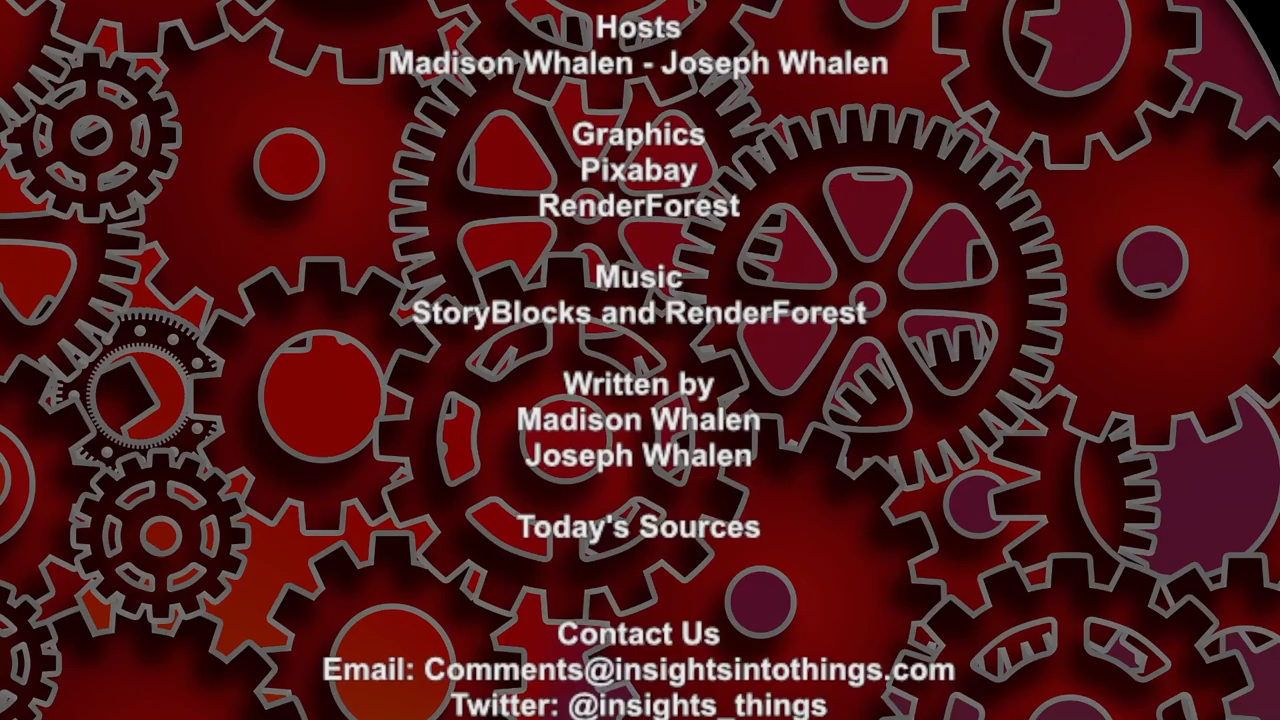 Hosts
Madison Whalen - Joseph Whalen
Graphics
Pixabay
RenderForest
Music
StoryBlocks and RenderForest
Written by
Madison Whalen
Joseph Whalen
Today's Sources
Contact Us
Email: Comments@insightsintothings.com
Twitter: @insights_things